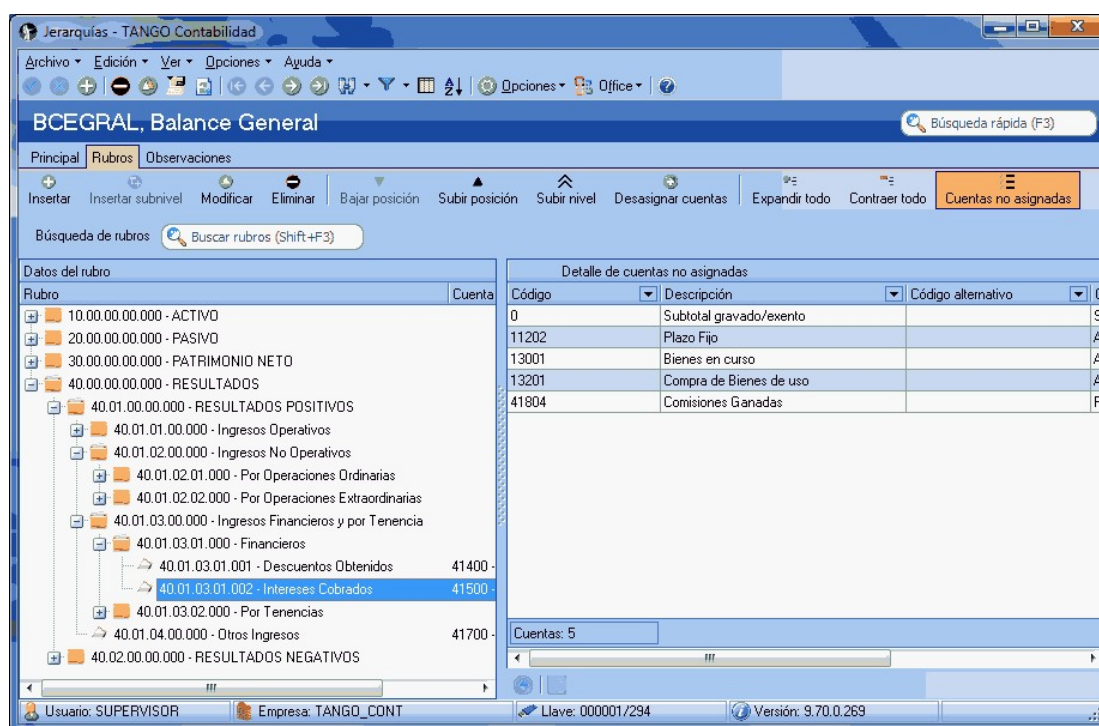 Jerarquías - TANGO Contabilidad
Archivo Edición Ver Opciones Ayuda
Opciones Office
BCEGRAL, Balance General
Búsqueda rápida (F3)
Principal Rubros Observaciones
Insertar Insertar subnivel Modificar Eliminar Bajar posición Subir posición Subir nivel Desasignar cuentas Expandir todo Contraer todo Cuentas no asignadas
Búsqueda de rubros Buscar rubros (Shift+F3)
Datos del rubro
Rubro Cuenta
10.00.00.00.000 - ACTIVO
20.00.00.00.000 - PASIVO
30.00.00.00.000 - PATRIMONIO NETO
40.00.00.00.000 - RESULTADOS
40.01.00.00.000 - RESULTADOS POSITIVOS
40.01.01.00.000 - Ingresos Operativos
40.01.02.00.000 - Ingresos No Operativos
40.01.02.01.000 - Por Operaciones Ordinarias
40.01.02.02.000 - Por Operaciones Extraordinarias
40.01.03.00.000 - Ingresos Financieros y por Tenencia
40.01.03.01.000 - Financieros
40.01.03.01.001 - Descuentos Obtenidos 41400 -
40.01.03.01.002 - Intereses Cobrados 41500 -
40.01.03.02.000 - Por Tenencias
40.01.04.00.000 - Otros Ingresos 41700 -
40.02.00.00.000 - RESULTADOS NEGATIVOS
Detalle de cuentas no asignadas
Código Descripción Código alternativo
0 Subtotal gravado/exento
11202 Plazo Fijo
13001 Bienes en curso
13201 Compra de Bienes de uso
41804 Comisiones Ganadas
Cuentas: 5
Usuario: SUPERVISOR Empresa: TANGO_CONT Llave: 000001/294 Versión: 9.70.0.269